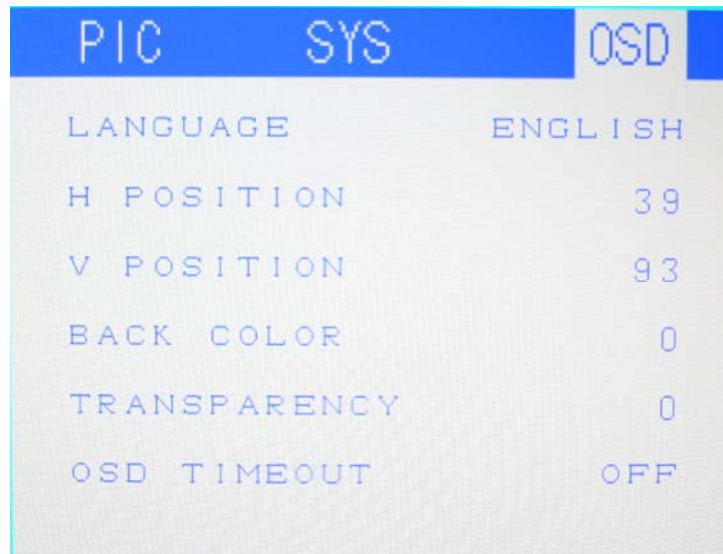 PIC SYS OSD
LANGUAGE ENGLISH
H POSITION 39
V POSITION 93
BACK COLOR 0
TRANSPARENCY 0
OSD TIMEOUT OFF